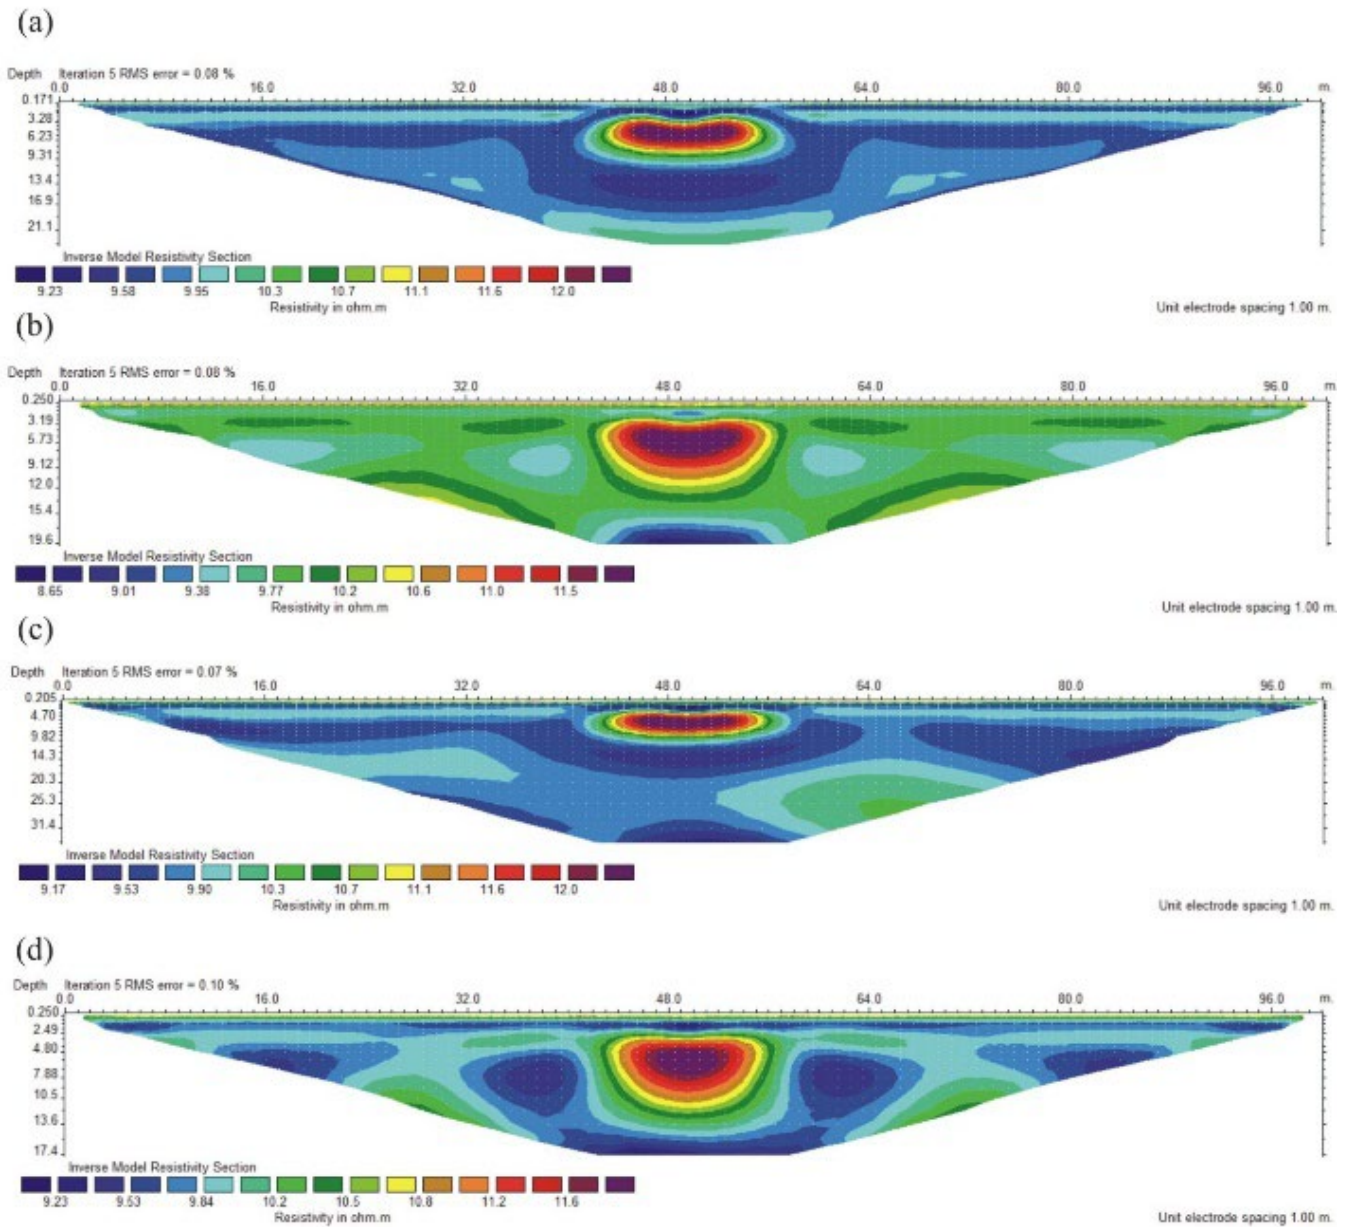 (a)
Depth Iteration 5 RMS error = 0.08 %
0.0 16.0 32.0 48.0 64.0 80.0 96.0 m.
0.171
3.28
6.23
9.31
13.4
16.9
21.1
Inverse Model Resistivity Section
9.23 9.58 9.95 10.3 10.7 11.1 11.6 12.0
Resistivity in ohm.m
Unit electrode spacing 1.00 m.
(b)
Depth Iteration 5 RMS error = 0.08 %
0.0 16.0 32.0 48.0 64.0 80.0 96.0 m.
0.250
3.19
5.73
9.12
12.0
15.4
19.6
Inverse Model Resistivity Section
8.65 9.01 9.38 9.77 10.2 10.6 11.0 11.5
Resistivity in ohm.m
Unit electrode spacing 1.00 m.
(c)
Depth Iteration 5 RMS error = 0.07 %
0.0 16.0 32.0 48.0 64.0 80.0 96.0 m.
0.205
4.70
9.82
14.3
20.3
25.3
31.4
Inverse Model Resistivity Section
9.17 9.53 9.90 10.3 10.7 11.1 11.6 12.0
Resistivity in ohm.m
Unit electrode spacing 1.00 m.
(d)
Depth Iteration 5 RMS error = 0.10 %
0.0 16.0 32.0 48.0 64.0 80.0 96.0 m.
0.250
2.49
4.80
7.88
10.5
13.6
17.4
Inverse Model Resistivity Section
9.23 9.53 9.84 10.2 10.5 10.8 11.2 11.6
Resistivity in ohm.m
Unit electrode spacing 1.00 m.